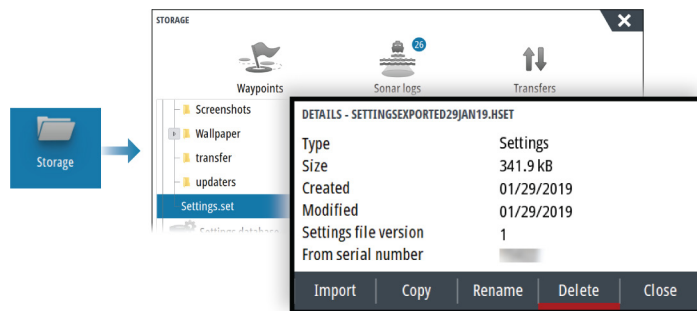 STORAGE
26
Waypoints
Sonar logs
Transfers
Screenshots
Wallpaper
transfer
updaters
Settings.set
Settings database
Storage
DETAILS - SETTINGSEXPORTED29JAN19.HSET
Type Settings
Size 341.9 kB
Created 01/29/2019
Modified 01/29/2019
Settings file version 1
From serial number
Import Copy Rename Delete Close